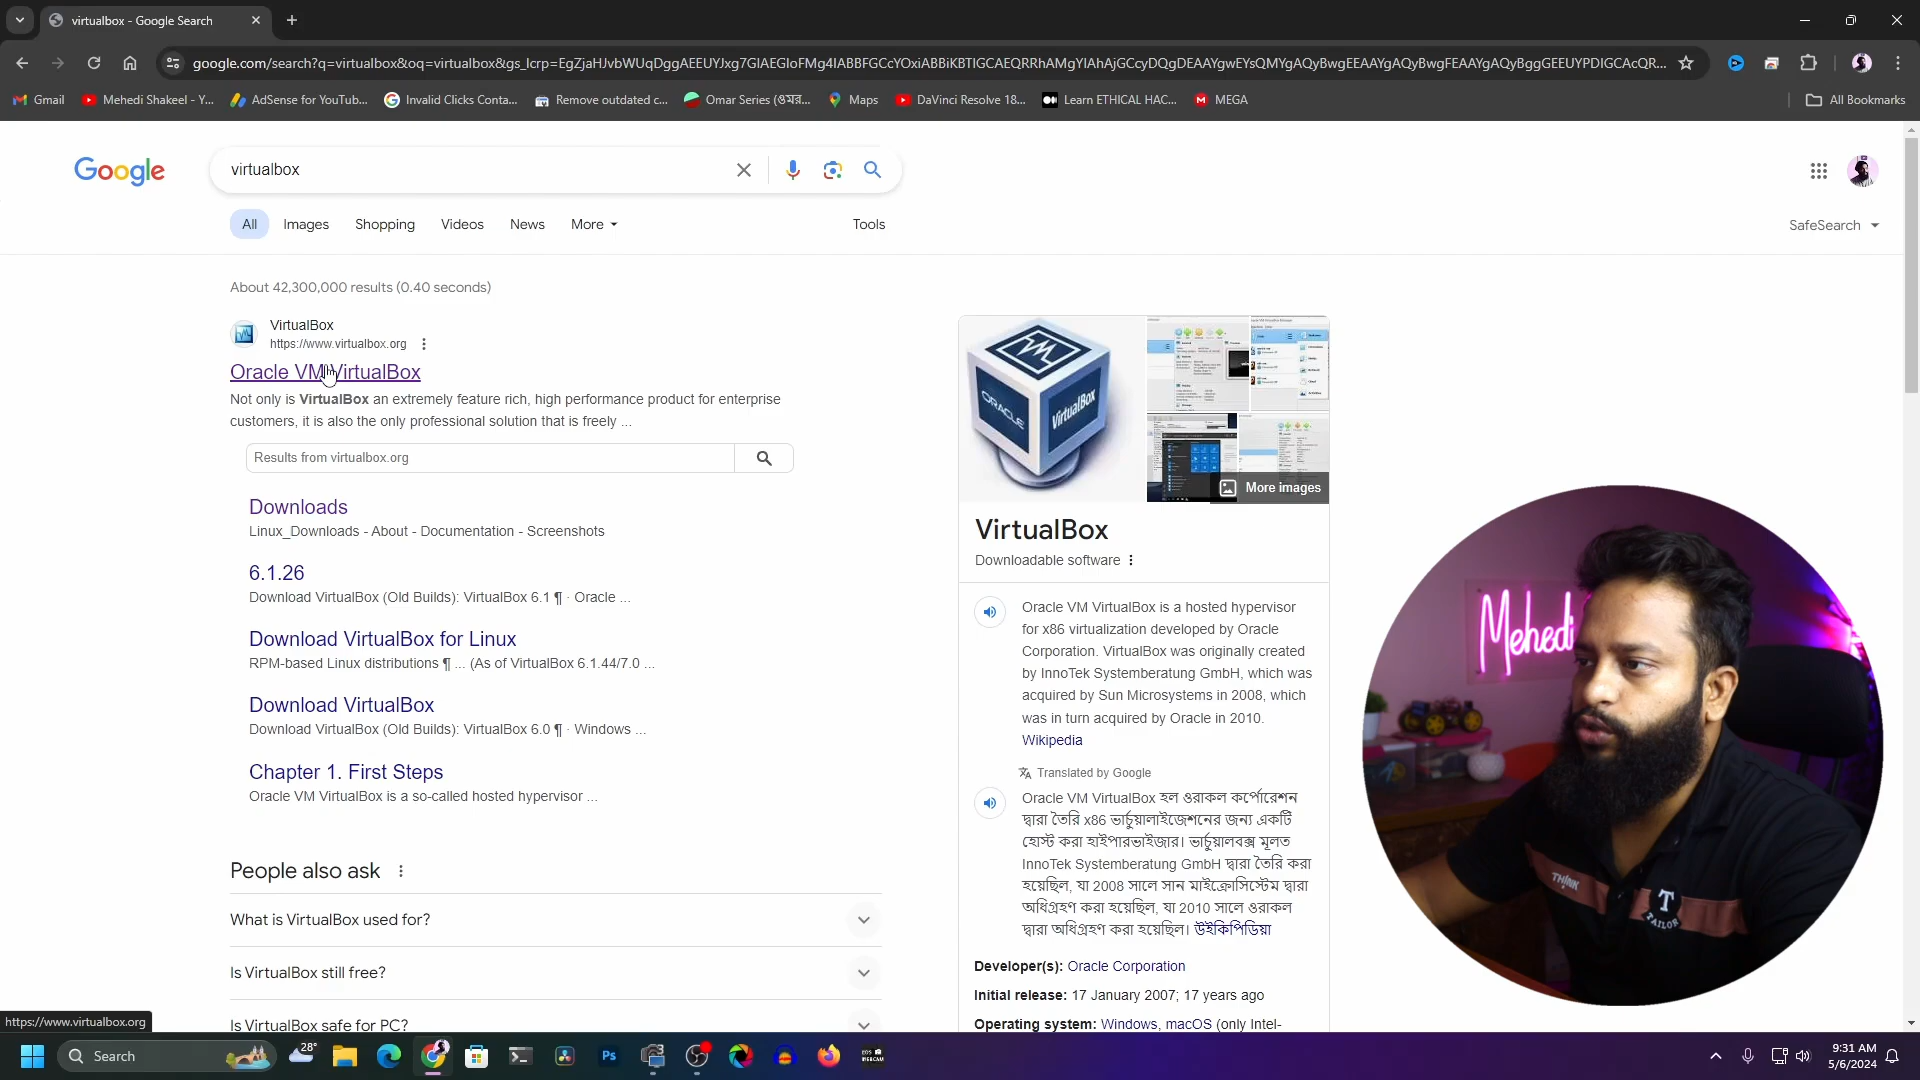 virtualbox - Google Search
google.com/search?q=virtualbox&oq=virtualbox&gs_lcrp=EgZjaHJvbWUqDggAEEUYJxg7GIAEGIoFMg4IABBFGCcYOxiABBiKBTIGCAEQRRhAMgYIAhAjGCcyDQgDEAAYgwEYsQMYgAQyBwgEEAAYgAQyBwgFEAAYgAQyBggGEEUYPDIGCAcQR...
Gmail
Mehedi Shakeel - Y...
AdSense for YouTub...
Invalid Clicks Conta...
Remove outdated c...
Omar Series (ওমর...
Maps
DaVinci Resolve 18...
Learn ETHICAL HAC...
MEGA
All Bookmarks
Google
virtualbox
All
Images
Shopping
Videos
News
More
Tools
SafeSearch
About 42,300,000 results (0.40 seconds)
VirtualBox
https://www.virtualbox.org
Oracle VM VirtualBox
Not only is VirtualBox an extremely feature rich, high performance product for enterprise
customers, it is also the only professional solution that is freely ...
Results from virtualbox.org
Downloads
Linux_Downloads - About - Documentation - Screenshots
6.1.26
Download VirtualBox (Old Builds): VirtualBox 6.1 ¶ · Oracle ...
Download VirtualBox for Linux
RPM-based Linux distributions ¶ ... (As of VirtualBox 6.1.44/7.0 ...
Download VirtualBox
Download VirtualBox (Old Builds): VirtualBox 6.0 ¶ · Windows ...
Chapter 1. First Steps
Oracle VM VirtualBox is a so-called hosted hypervisor ...
People also ask
What is VirtualBox used for?
Is VirtualBox still free?
Is VirtualBox safe for PC?
https://www.virtualbox.org
ORACLE
VirtualBox
More images
VirtualBox
Downloadable software
Oracle VM VirtualBox is a hosted hypervisor
for x86 virtualization developed by Oracle
Corporation. VirtualBox was originally created
by InnoTek Systemberatung GmbH, which was
acquired by Sun Microsystems in 2008, which
was in turn acquired by Oracle in 2010.
Wikipedia
Translated by Google
Oracle VM VirtualBox হল ওরাকল কর্পোরেশন
দ্বারা তৈরি x86 ভার্চুয়ালাইজেশনের জন্য একটি
হোস্ট করা হাইপারভাইজার। ভার্চুয়ালবক্স মূলত
InnoTek Systemberatung GmbH দ্বারা তৈরি করা
হয়েছিল, যা 2008 সালে সান মাইক্রোসিস্টেম দ্বারা
অধিগ্রহণ করা হয়েছিল, যা 2010 সালে ওরাকল
দ্বারা অধিগ্রহণ করা হয়েছিল। উইকিপিডিয়া
Developer(s): Oracle Corporation
Initial release: 17 January 2007; 17 years ago
Operating system: Windows, macOS (only Intel-
Mehedi
THINK
T
TAILOR
Search
28°
Ps
9:31 AM
5/6/2024